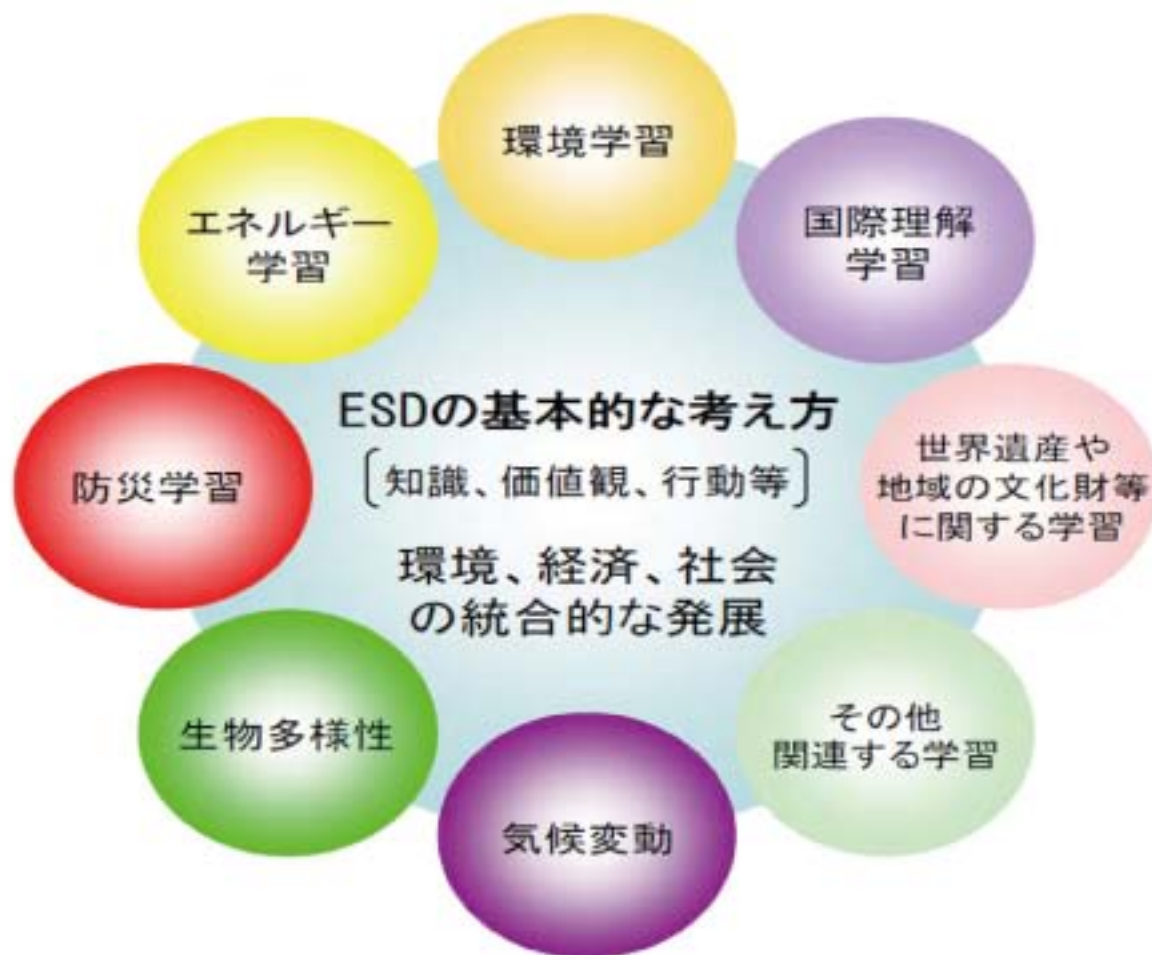 環境学習
エネルギー
学習
国際理解
学習
ESDの基本的な考え方
〔知識、価値観、行動等〕
環境、経済、社会
の統合的な発展
防災学習
世界遺産や
地域の文化財等
に関する学習
生物多様性
その他
関連する学習
気候変動